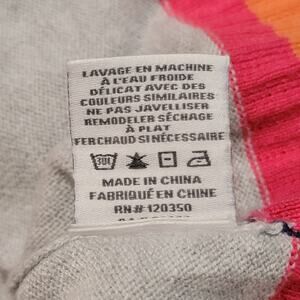 LAVAGE EN MACHINE
À L'EAU FROIDE
DÉLICAT AVEC DES
COULEURS SIMILAIRES
NE PAS JAVELLISER
REMODELER SÉCHAGE
À PLAT
FER CHAUD SI NÉCESSAIRE
MADE IN CHINA
FABRIQUÉ EN CHINE
RN# 120350